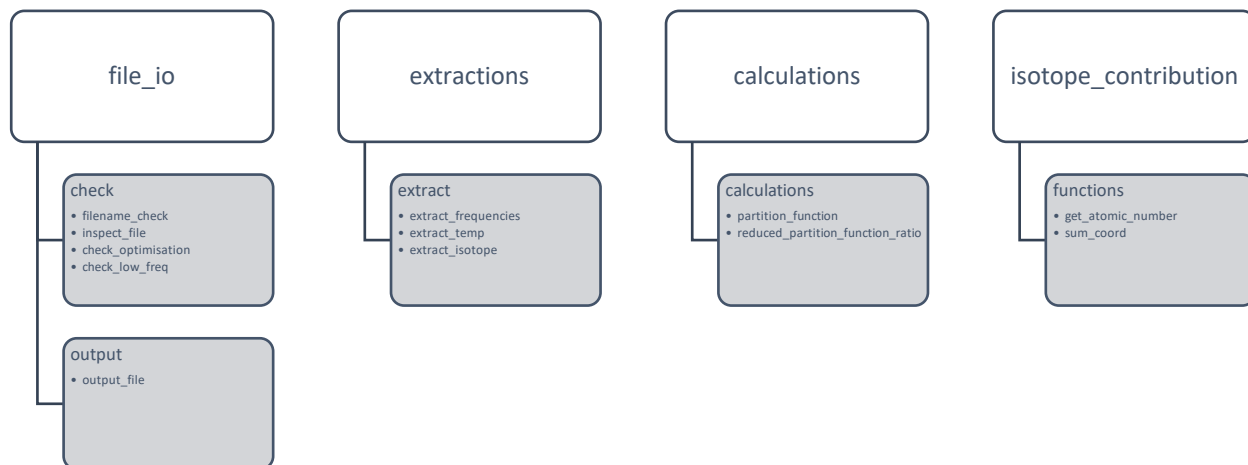 file_io
check
• filename_check
• inspect_file
• check_optimisation
• check_low_freq
output
• output_file
extractions
extract
• extract_frequencies
• extract_temp
• extract_isotope
calculations
calculations
• partition_function
• reduced_partition_function_ratio
isotope_contribution
functions
• get_atomic_number
• sum_coord